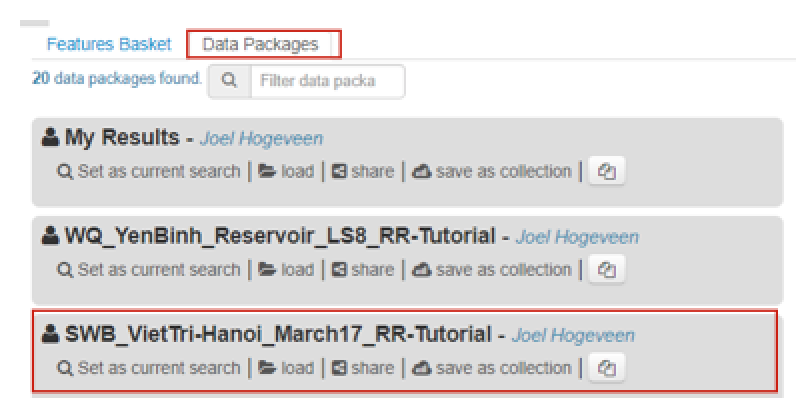 Features Basket Data Packages
20 data packages found. Filter data packa
My Results - Joel Hogeveen
Set as current search | load | share | save as collection |
WQ_YenBinh_Reservoir_LS8_RR-Tutorial - Joel Hogeveen
Set as current search | load | share | save as collection |
SWB_VietTri-Hanoi_March17_RR-Tutorial - Joel Hogeveen
Set as current search | load | share | save as collection |